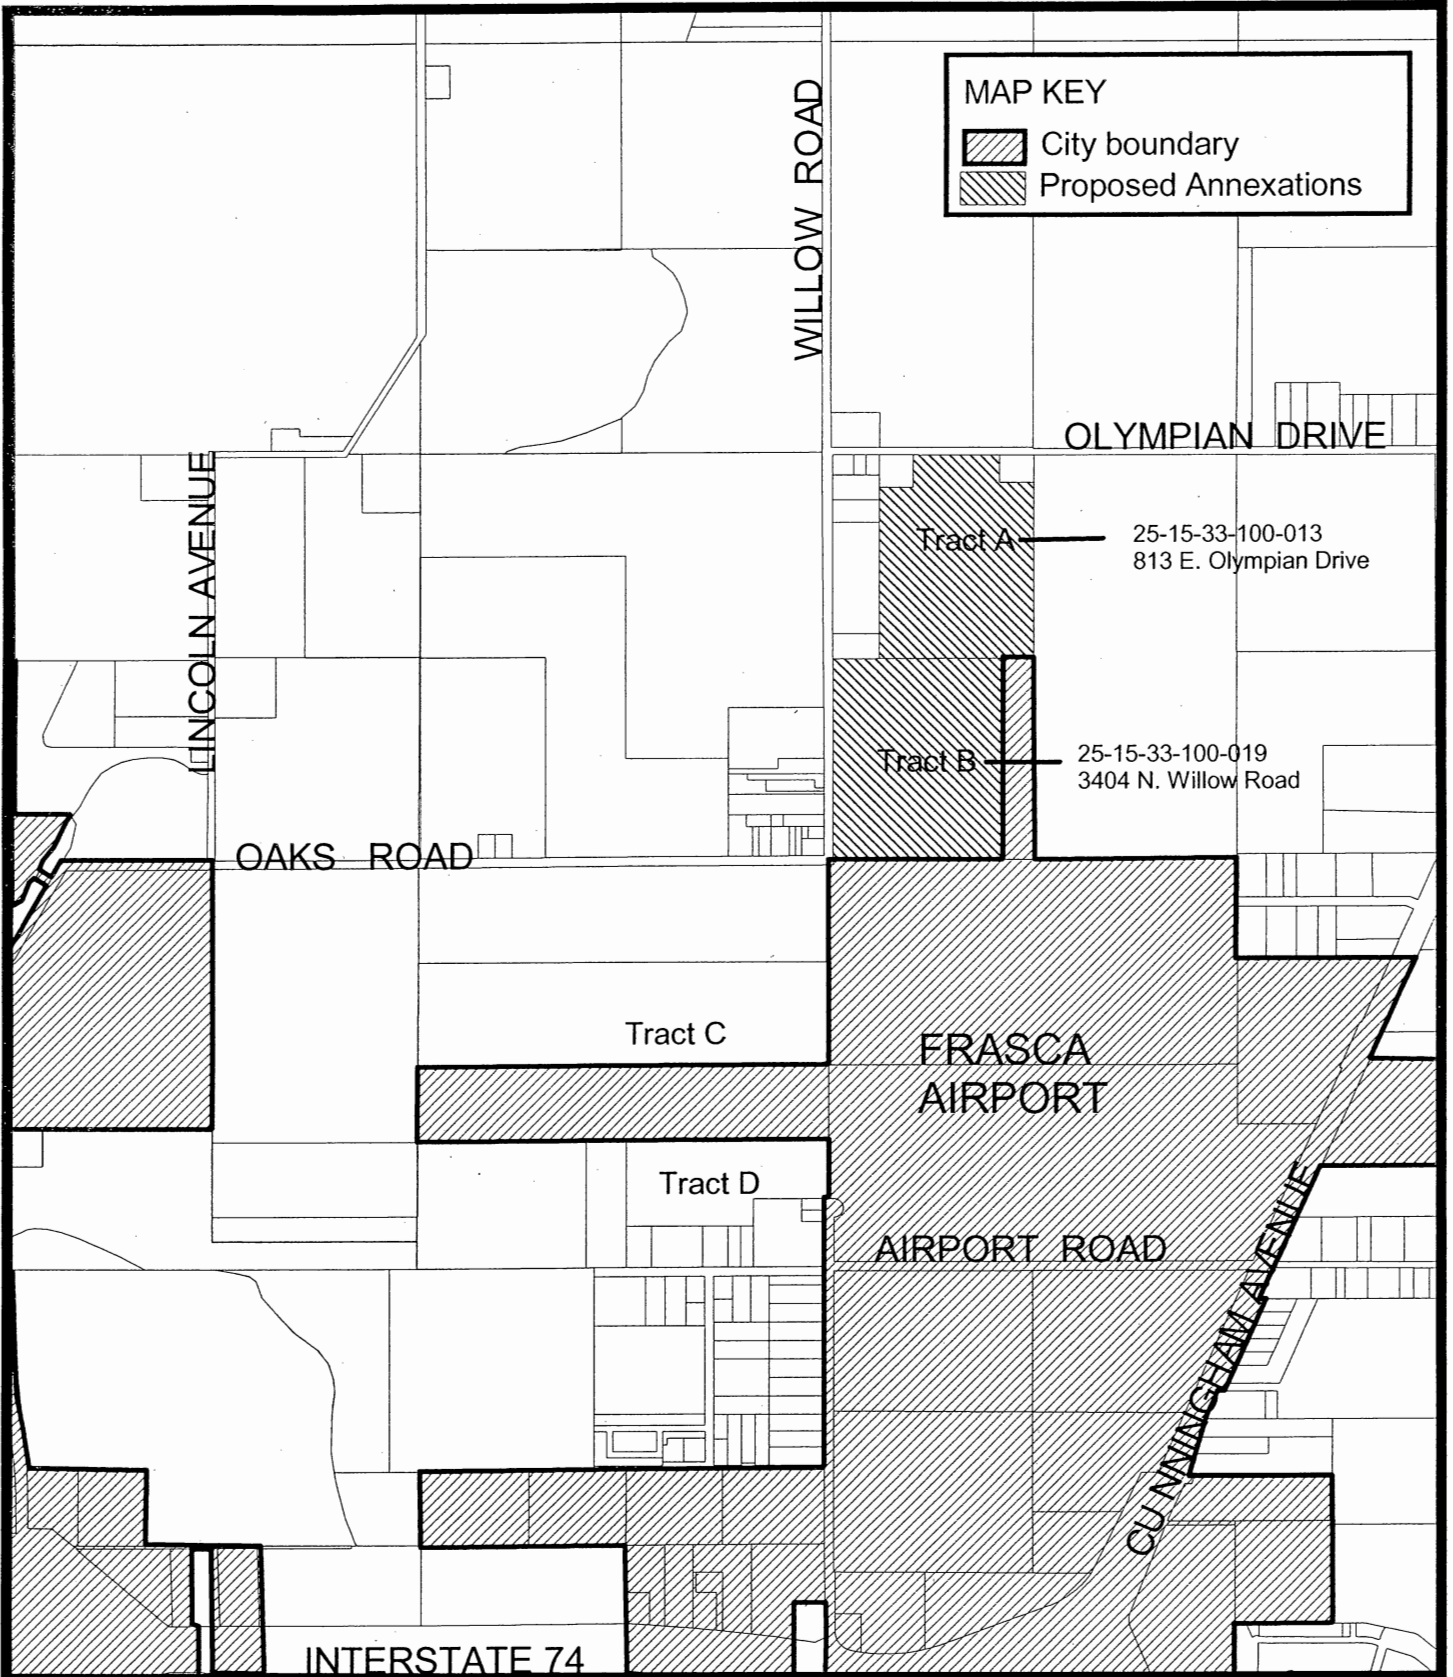 MAP KEY
City boundary
Proposed Annexations
WILLOW ROAD
OLYMPIAN DRIVE
LINCOLN AVENUE
Tract A
25-15-33-100-013
813 E. Olympian Drive
Tract B
25-15-33-100-019
3404 N. Willow Road
OAKS ROAD
Tract C
FRASCA
AIRPORT
Tract D
AIRPORT ROAD
CUNNINGHAM AVENUE
INTERSTATE 74